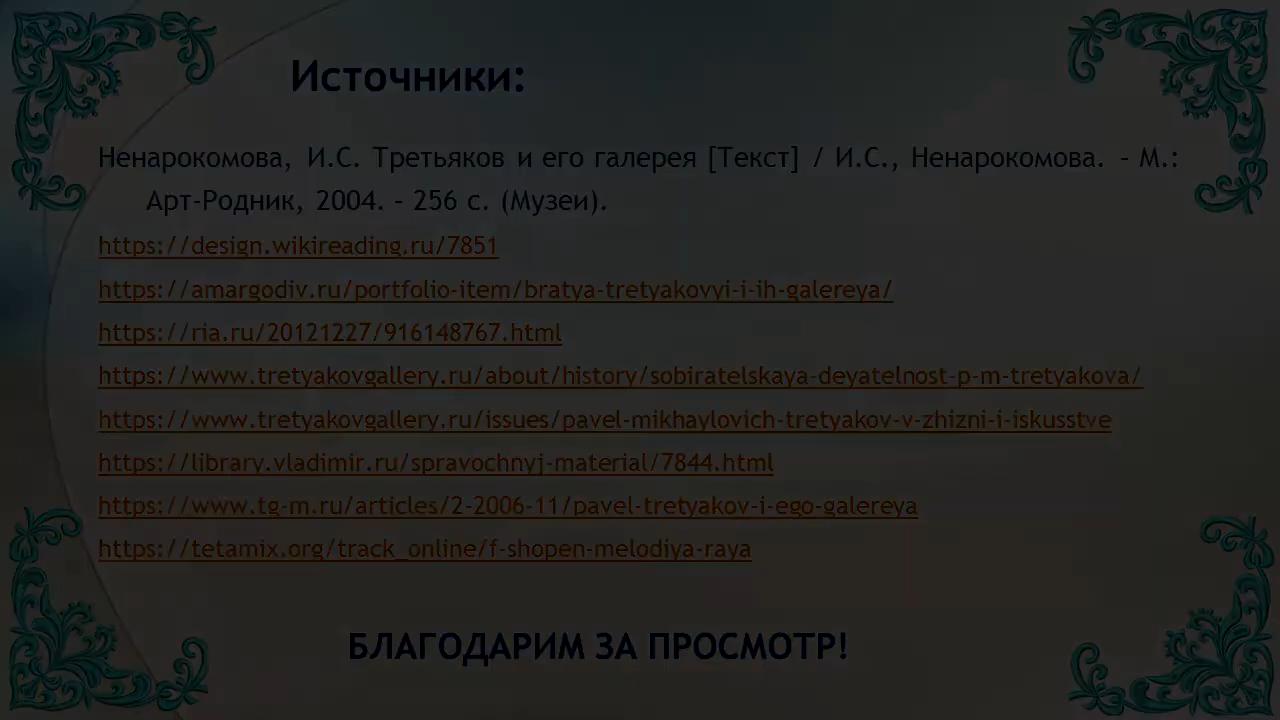 Источники:
Ненарокомова, И.С. Третьяков и его галерея [Текст] / И.С., Ненарокомова. – М.:
Арт-Родник, 2004. – 256 с. (Музеи).
https://design.wikireading.ru/7851
https://amargodiv.ru/portfolio-item/bratya-tretyakovyi-i-ih-galereya/
https://ria.ru/20121227/916148767.html
https://www.tretyakovgallery.ru/about/history/sobiratelskaya-deyatelnost-p-m-tretyakova/
https://www.tretyakovgallery.ru/issues/pavel-mikhaylovich-tretyakov-v-zhizni-i-iskusstve
https://library.vladimir.ru/spravochnyj-material/7844.html
https://www.tg-m.ru/articles/2-2006-11/pavel-tretyakov-i-ego-galereya
https://tetamix.org/track_online/f-shopen-melodiya-raya
БЛАГОДАРИМ ЗА ПРОСМОТР!